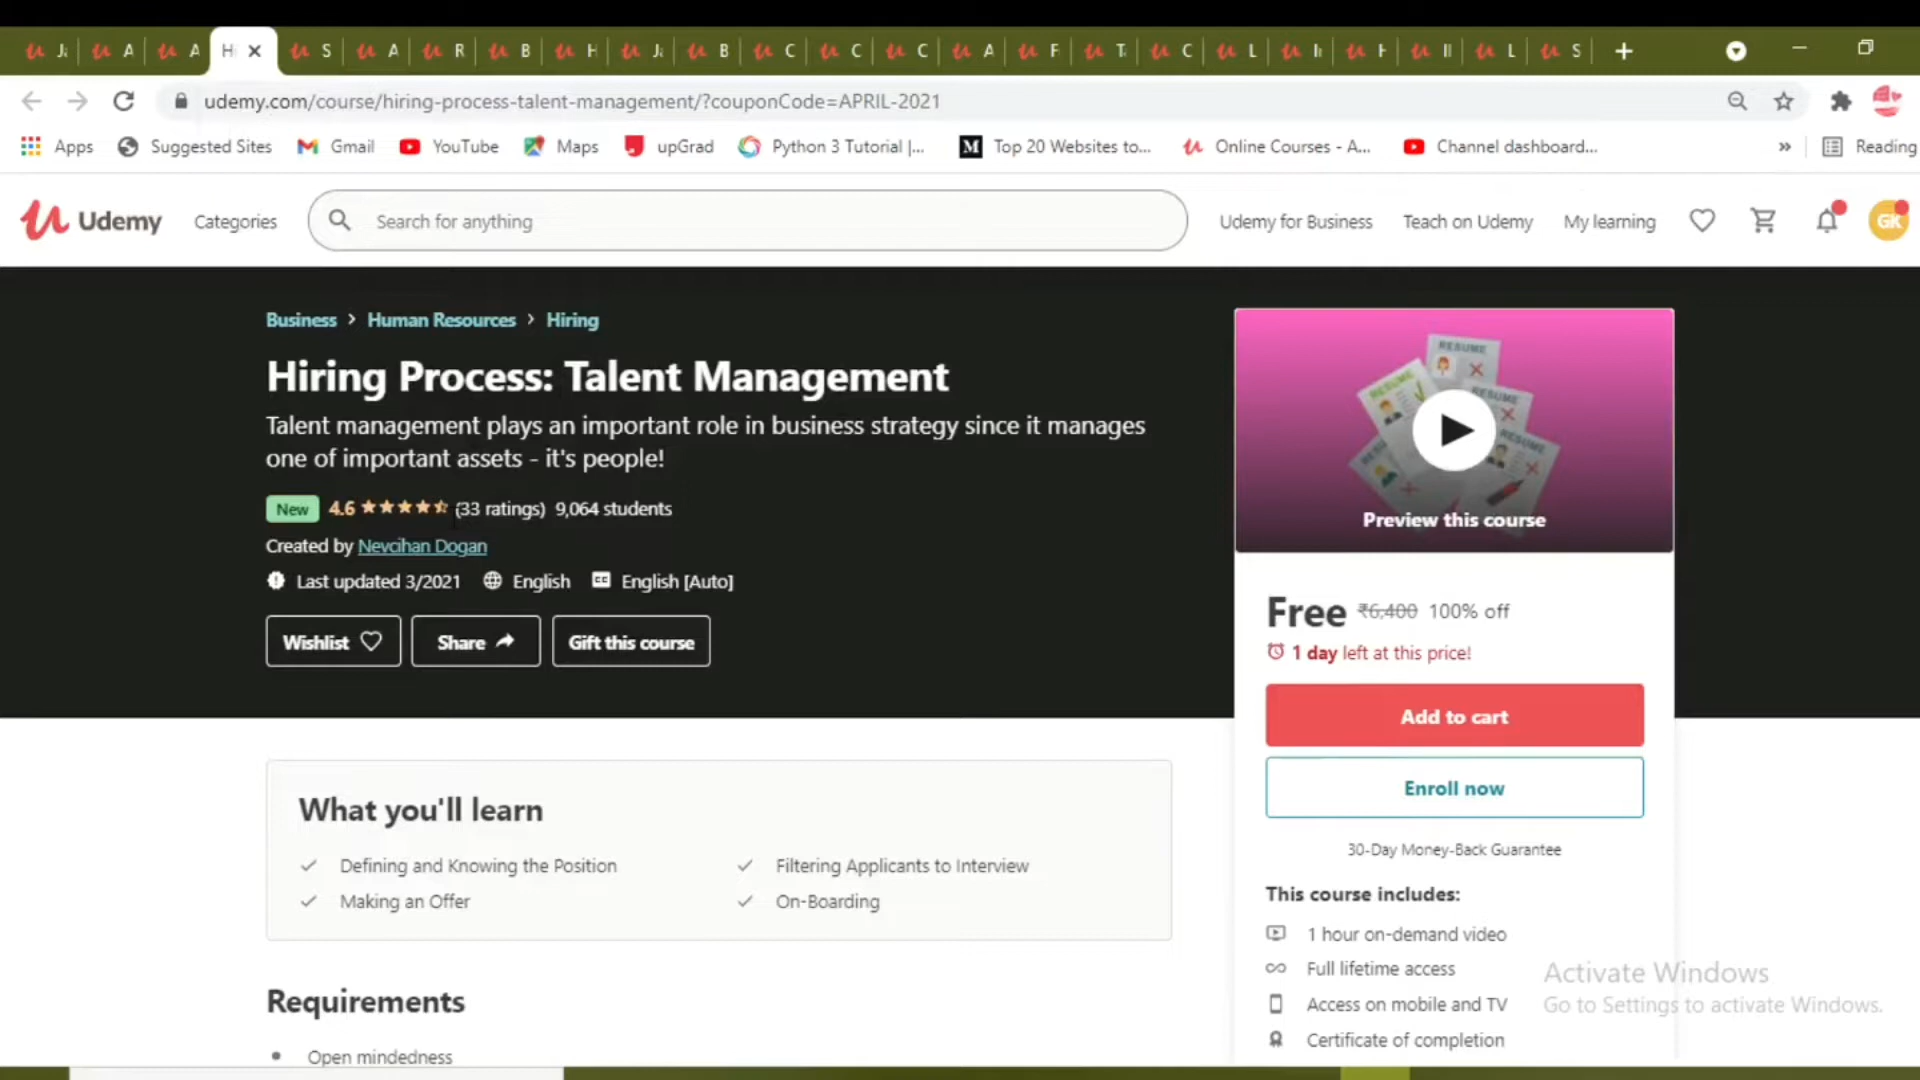 J A A H S A R B H J B C C C A F T C L I H I L S
udemy.com/course/hiring-process-talent-management/?couponCode=APRIL-2021
Apps Suggested Sites Gmail YouTube Maps upGrad Python 3 Tutorial |... Top 20 Websites to... Online Courses - A... Channel dashboard... » Reading
Udemy Categories Search for anything Udemy for Business Teach on Udemy My learning GK
Business > Human Resources > Hiring
Hiring Process: Talent Management
Talent management plays an important role in business strategy since it manages
one of important assets - it's people!
New 4.6 (33 ratings) 9,064 students
Created by Nevcihan Dogan
Last updated 3/2021 English English [Auto]
Wishlist Share Gift this course
RESUME
RESUME
RESUME
RESUME
Preview this course
Free ₹6,400 100% off
1 day left at this price!
Add to cart
Enroll now
30-Day Money-Back Guarantee
This course includes:
1 hour on-demand video
Full lifetime access
Access on mobile and TV
Certificate of completion
What you'll learn
Defining and Knowing the Position
Filtering Applicants to Interview
Making an Offer
On-Boarding
Requirements
Open mindedness
Activate Windows
Go to Settings to activate Windows.